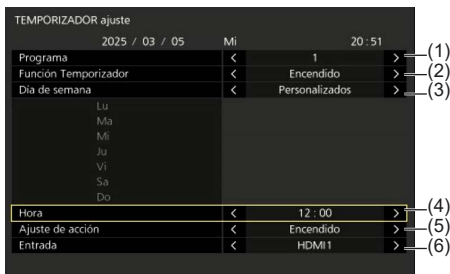 TEMPORIZADOR ajuste
2025 / 03 / 05 Mi 20:51
Programa < 1 > (1)
Función Temporizador < Encendido > (2)
Día de semana < Personalizados > (3)
Lu
Ma
Mi
Ju
Vi
Sa
Do
Hora < 12 : 00 > (4)
Ajuste de acción < Encendido > (5)
Entrada < HDMI1 > (6)